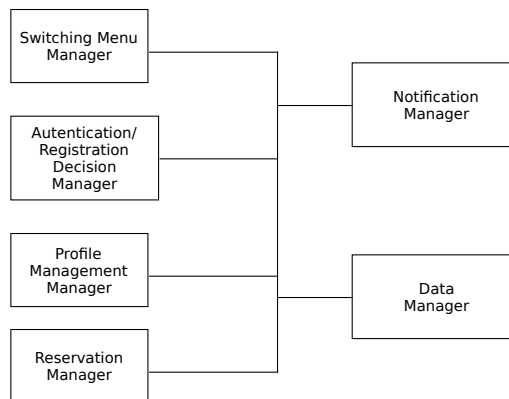 Switching Menu
Manager
Autentication/
Registration
Decision
Manager
Profile
Management
Manager
Reservation
Manager
Notification
Manager
Data
Manager